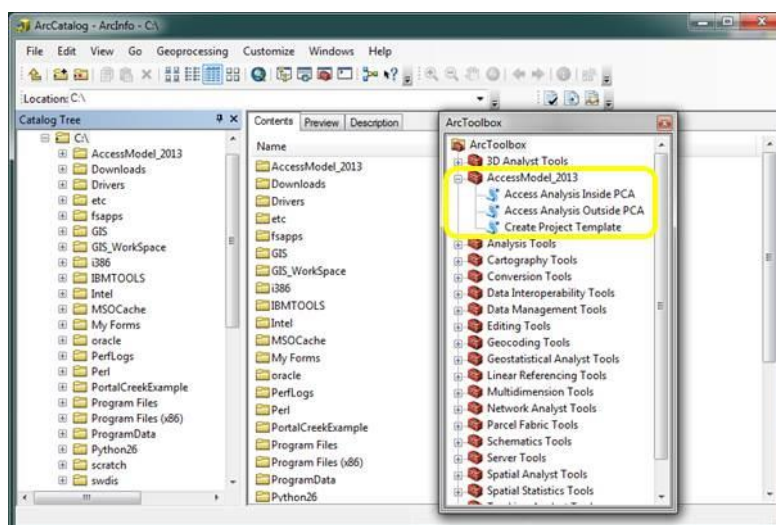 ArcCatalog - ArcInfo - C:\
File Edit View Go Geoprocessing Customize Windows Help
Location: C:\
Catalog Tree
C:\
AccessModel_2013
Downloads
Drivers
etc
fsapps
GIS
GIS_WorkSpace
i386
IBMTOOLS
Intel
MSOCache
My Forms
oracle
PerfLogs
Perl
PortalCreekExample
Program Files
Program Files (x86)
ProgramData
Python26
scratch
swdis
Contents Preview Description
Name
AccessModel_2013
Downloads
Drivers
etc
fsapps
GIS
GIS_WorkSpace
i386
IBMTOOLS
Intel
MSOCache
My Forms
oracle
PerfLogs
Perl
PortalCreekExample
Program Files
Program Files (x86)
ProgramData
Python26
ArcToolbox
ArcToolbox
3D Analyst Tools
AccessModel_2013
Access Analysis Inside PCA
Access Analysis Outside PCA
Create Project Template
Analysis Tools
Cartography Tools
Conversion Tools
Data Interoperability Tools
Data Management Tools
Editing Tools
Geocoding Tools
Geostatistical Analyst Tools
Linear Referencing Tools
Multidimension Tools
Network Analyst Tools
Parcel Fabric Tools
Schematics Tools
Server Tools
Spatial Analyst Tools
Spatial Statistics Tools